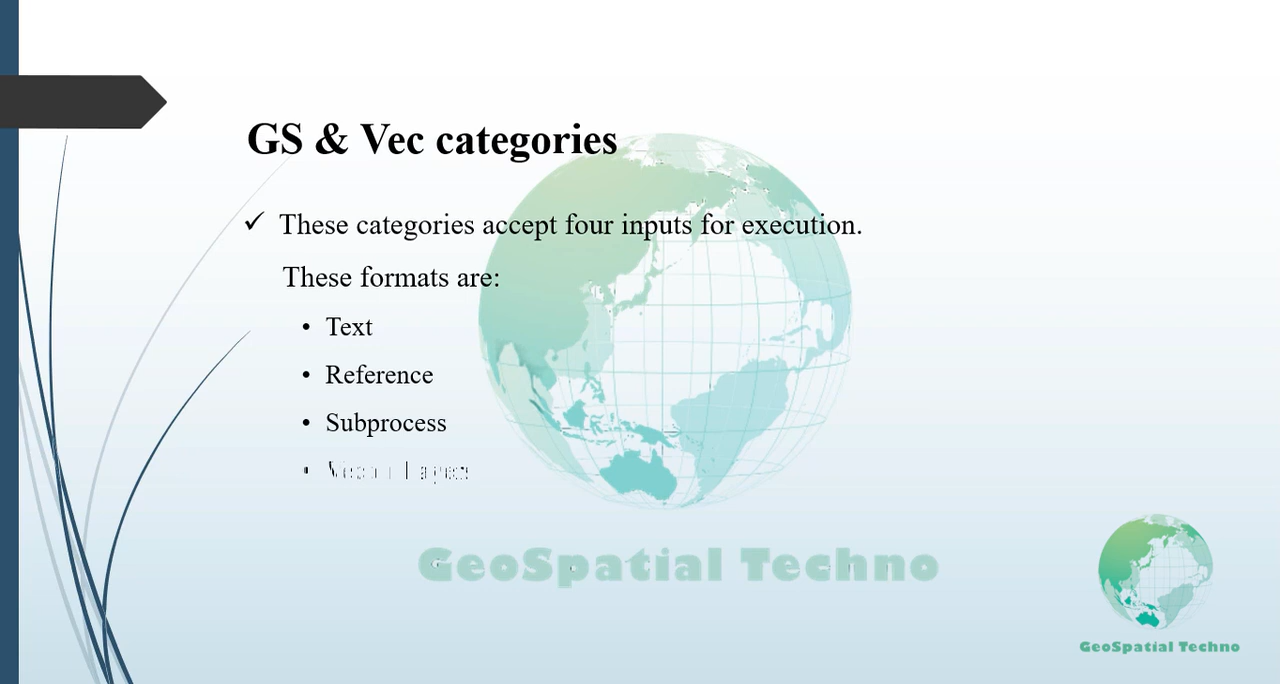 GS & Vec categories
✓ These categories accept four inputs for execution.
These formats are:
• Text
• Reference
• Subprocess
GeoSpatial Techno
GeoSpatial Techno